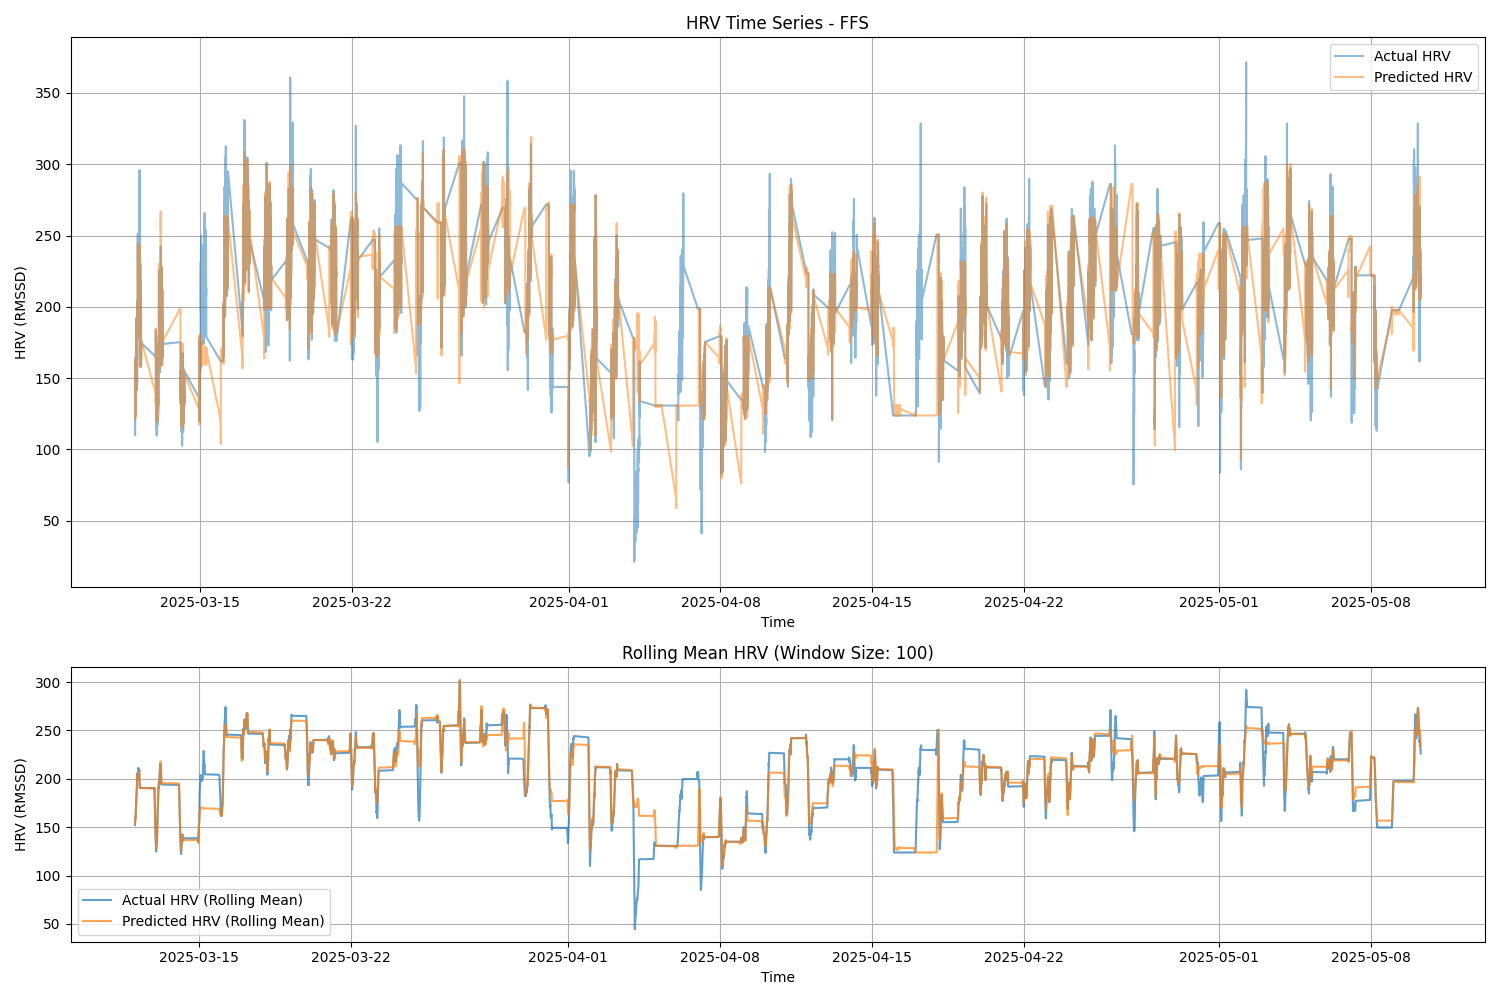 HRV Time Series - FFS
Actual HRV
Predicted HRV
HRV (RMSSD)
350
300
250
200
150
100
50
2025-03-15 2025-03-22 2025-04-01 2025-04-08 2025-04-15 2025-04-22 2025-05-01 2025-05-08
Time
Rolling Mean HRV (Window Size: 100)
HRV (RMSSD)
300
250
200
150
100
50
Actual HRV (Rolling Mean)
Predicted HRV (Rolling Mean)
2025-03-15 2025-03-22 2025-04-01 2025-04-08 2025-04-15 2025-04-22 2025-05-01 2025-05-08
Time